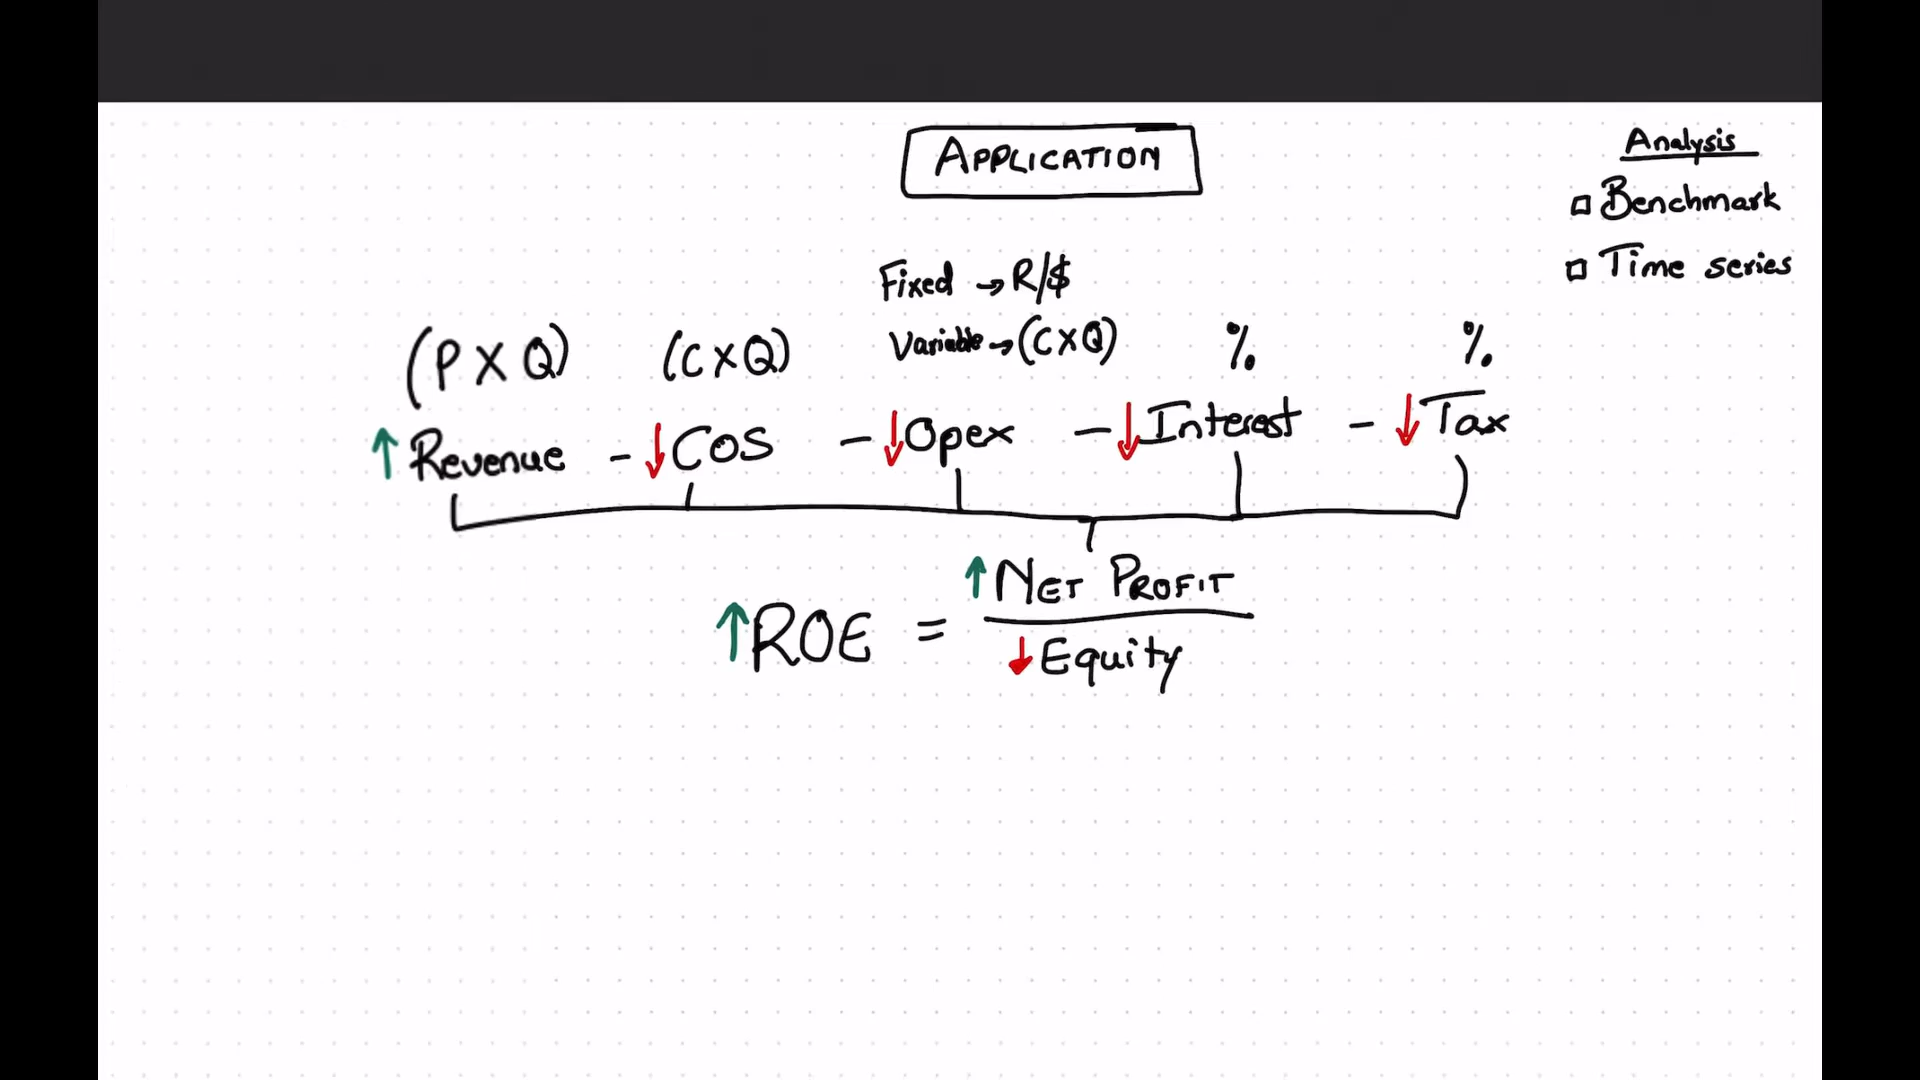 APPLICATION
Analysis
□ Benchmark
□ Time series
Fixed → R/$
Variable → (C X Q)
(P X Q) (C X Q) % %
↑ Revenue - ↓ COS - ↓ Opex - ↓ Interest - ↓ Tax
↑ NET PROFIT
↑ ROE =
↓ Equity